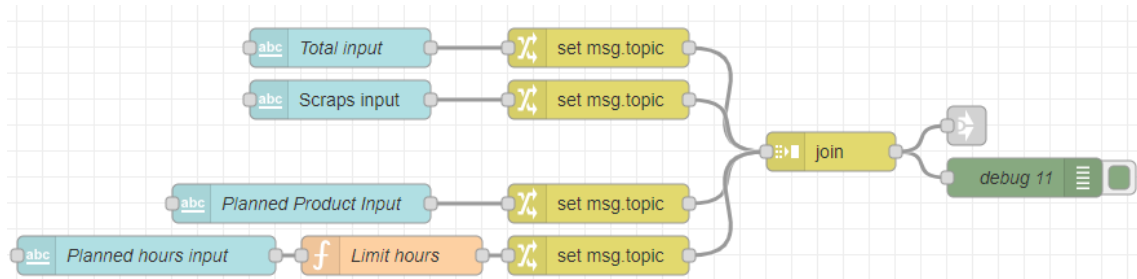 abc Total input set msg.topic
abc Scraps input set msg.topic
join
debug 11
abc Planned Product Input set msg.topic
abc Planned hours input f Limit hours set msg.topic